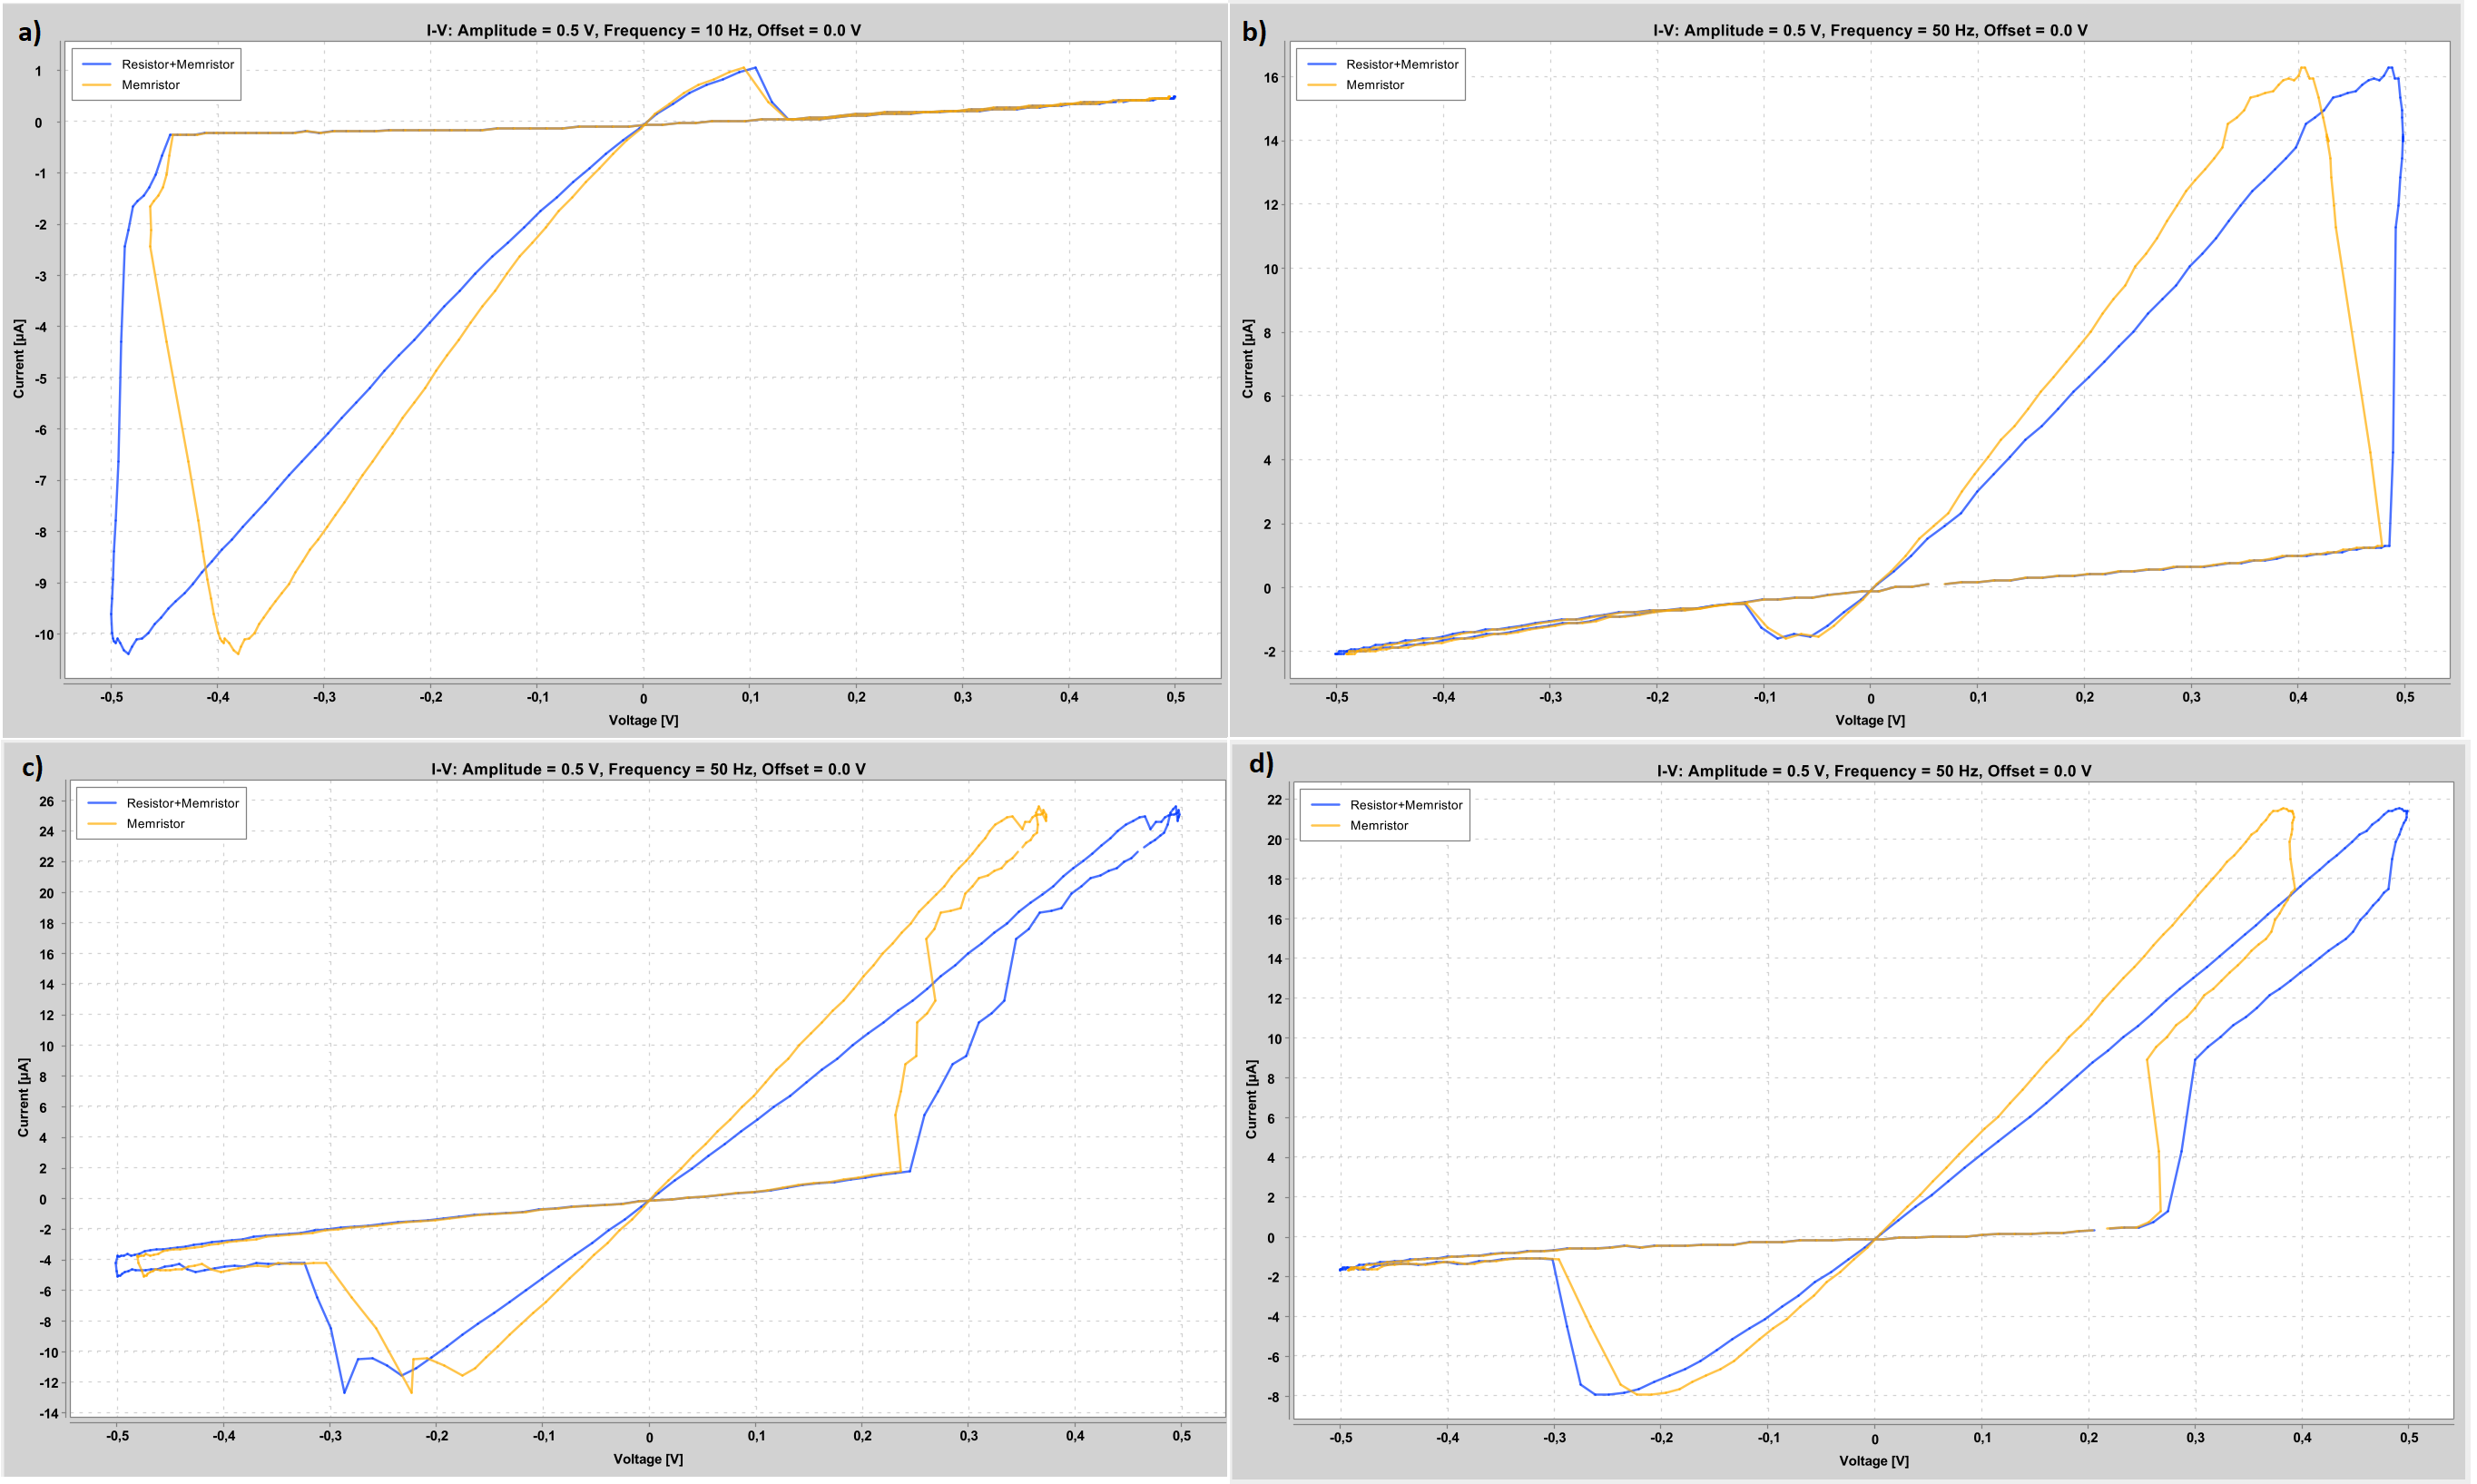 a)
I-V: Amplitude = 0.5 V, Frequency = 10 Hz, Offset = 0.0 V
Resistor+Memristor
Memristor
1
0
-1
-2
-3
-4
-5
-6
-7
-8
-9
-10
Current [µA]
-0,5 -0,4 -0,3 -0,2 -0,1 0 0,1 0,2 0,3 0,4 0,5
Voltage [V]
b)
I-V: Amplitude = 0.5 V, Frequency = 50 Hz, Offset = 0.0 V
Resistor+Memristor
Memristor
16
14
12
10
8
6
4
2
0
-2
Current [µA]
-0,5 -0,4 -0,3 -0,2 -0,1 0 0,1 0,2 0,3 0,4 0,5
Voltage [V]
c)
I-V: Amplitude = 0.5 V, Frequency = 50 Hz, Offset = 0.0 V
Resistor+Memristor
Memristor
26
24
22
20
18
16
14
12
10
8
6
4
2
0
-2
-4
-6
-8
-10
-12
-14
Current [µA]
-0,5 -0,4 -0,3 -0,2 -0,1 0 0,1 0,2 0,3 0,4 0,5
Voltage [V]
d)
I-V: Amplitude = 0.5 V, Frequency = 50 Hz, Offset = 0.0 V
Resistor+Memristor
Memristor
22
20
18
16
14
12
10
8
6
4
2
0
-2
-4
-6
-8
Current [µA]
-0,5 -0,4 -0,3 -0,2 -0,1 0 0,1 0,2 0,3 0,4 0,5
Voltage [V]